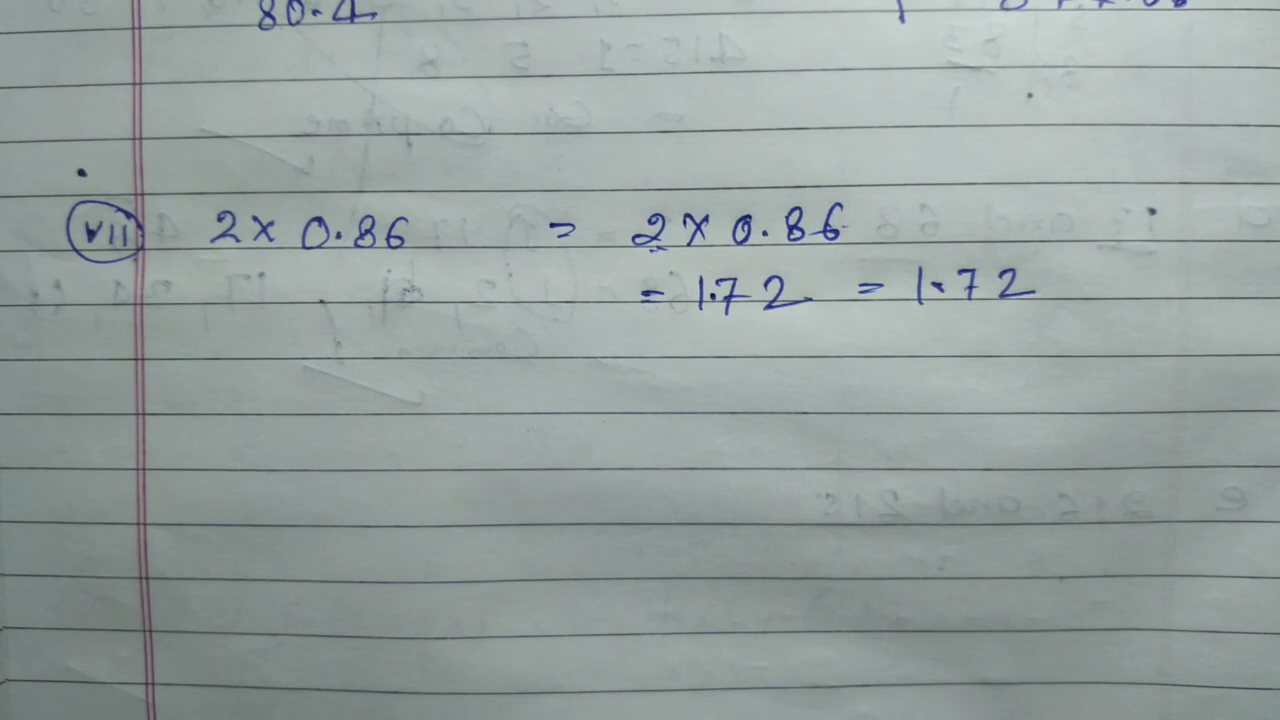 80.4
vii 2 × 0.86 = 2 × 0.86
= 1.72 = 1.72